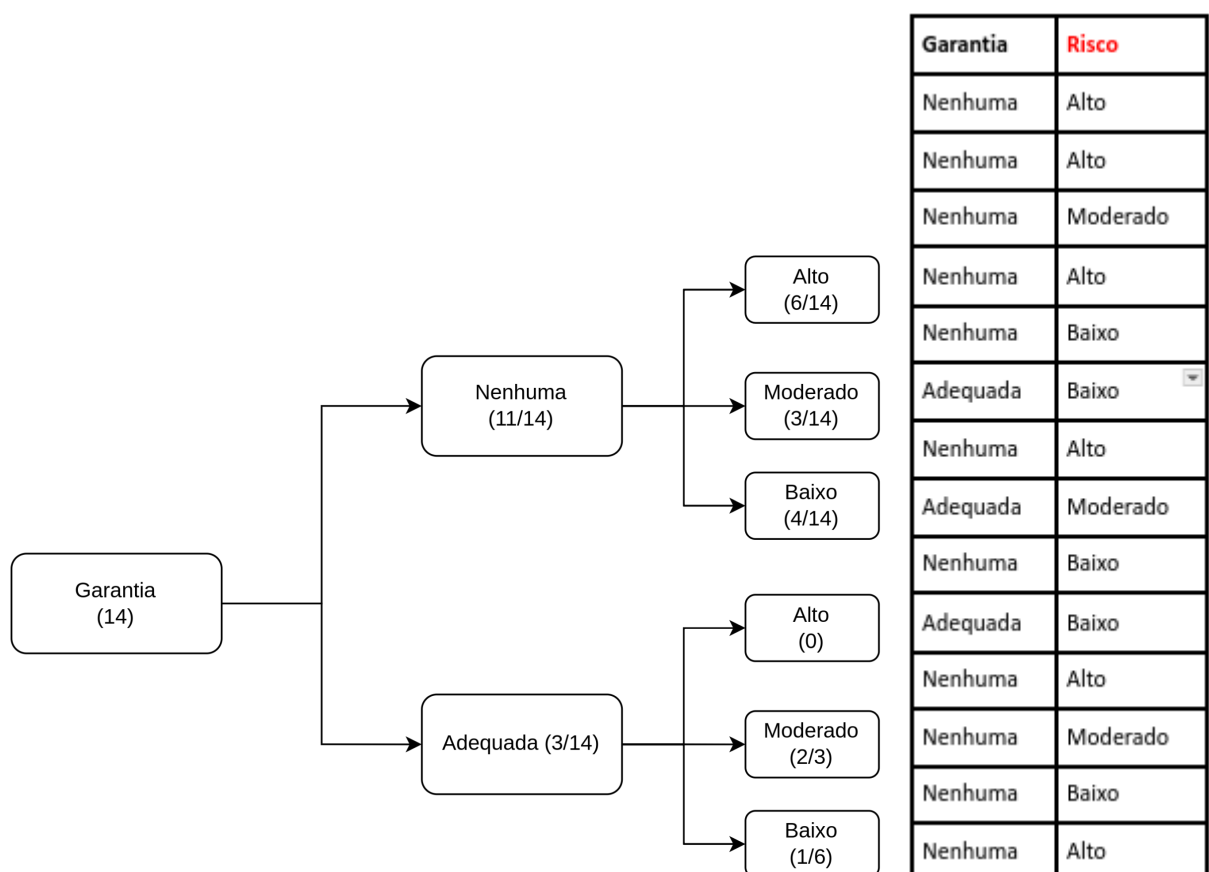 Garantia
(14)
Nenhuma
(11/14)
Adequada (3/14)
Alto
(6/14)
Moderado
(3/14)
Baixo
(4/14)
Alto
(0)
Moderado
(2/3)
Baixo
(1/6)
Garantia Risco
Nenhuma Alto
Nenhuma Alto
Nenhuma Moderado
Nenhuma Alto
Nenhuma Baixo
Adequada Baixo
Nenhuma Alto
Adequada Moderado
Nenhuma Baixo
Adequada Baixo
Nenhuma Alto
Nenhuma Moderado
Nenhuma Baixo
Nenhuma Alto